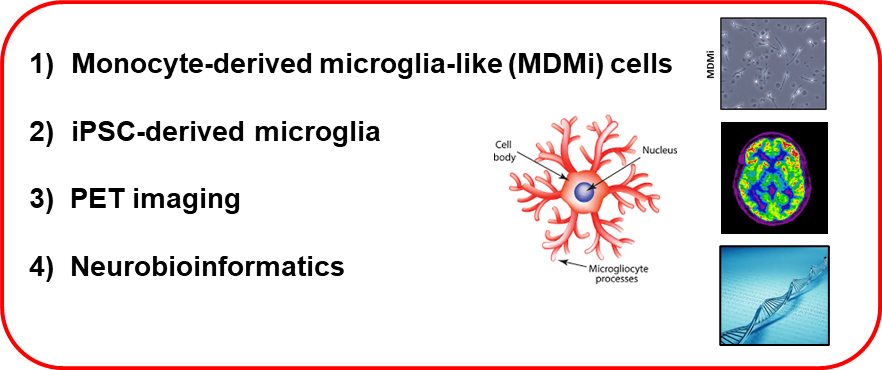 1) Monocyte-derived microglia-like (MDMi) cells
2) iPSC-derived microglia
3) PET imaging
4) Neurobioinformatics
Cell
body
Nucleus
Microgliocyte
processes
MDMi